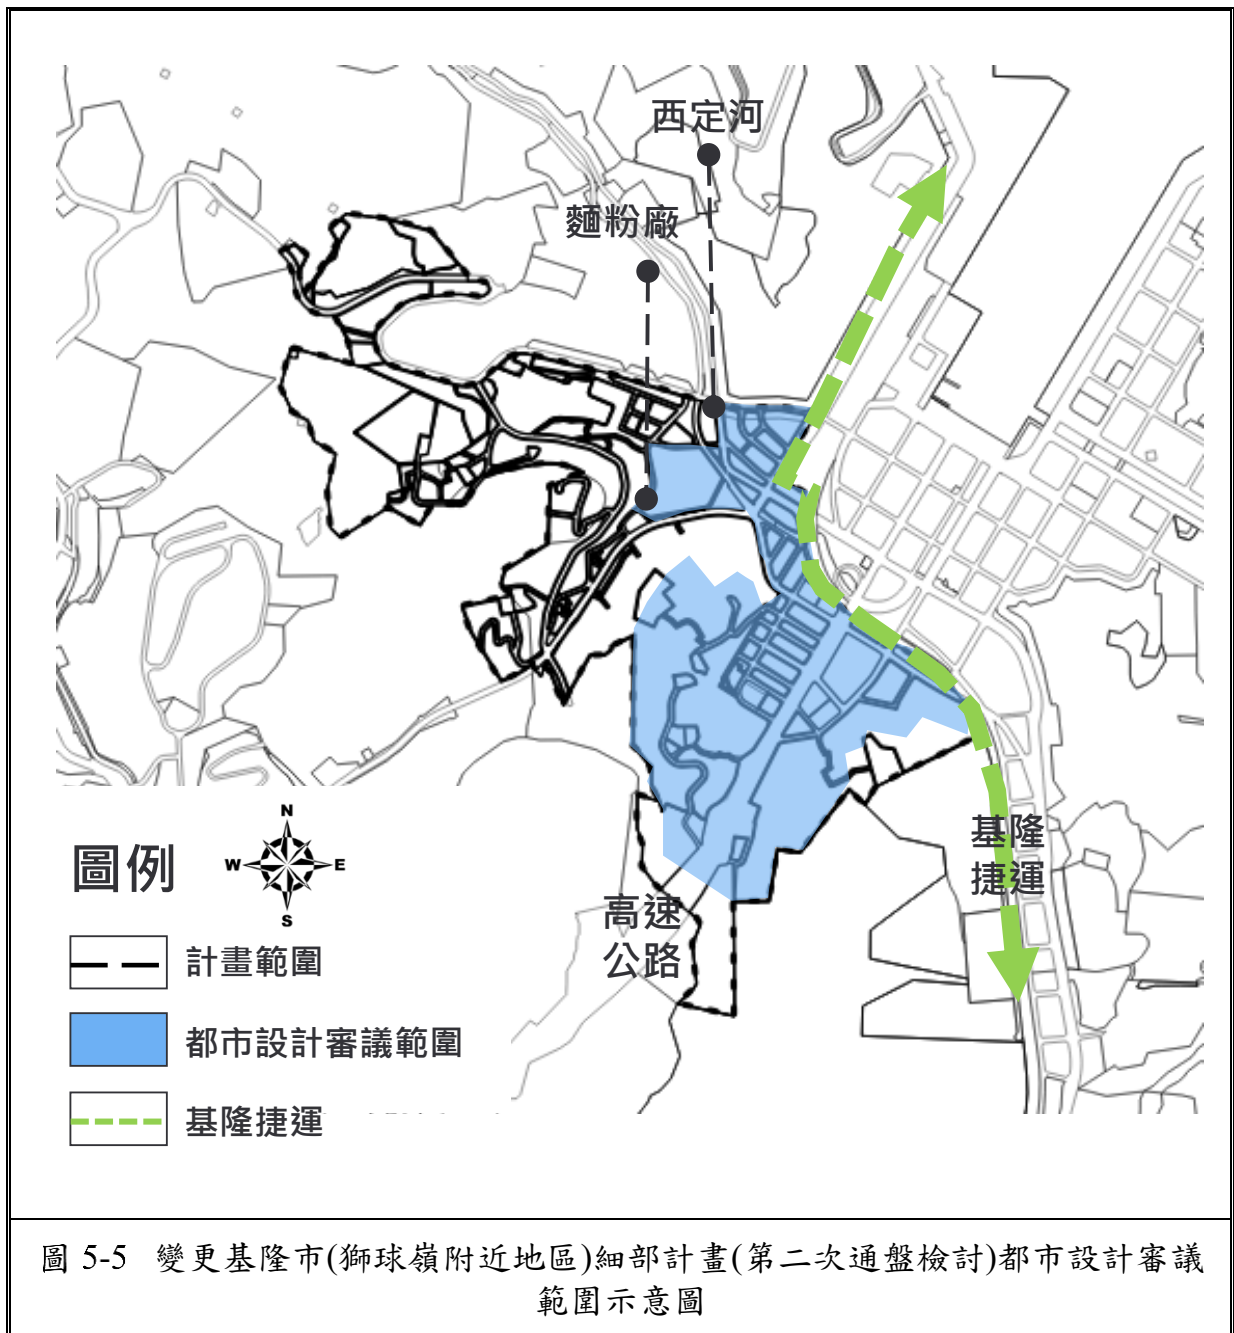 西定河
麵粉廠
基隆
捷運
高速
公路
圖例
N
W
E
S
計畫範圍
都市設計審議範圍
基隆捷運
圖 5-5 變更基隆市(獅球嶺附近地區)細部計畫(第二次通盤檢討)都市設計審議
範圍示意圖